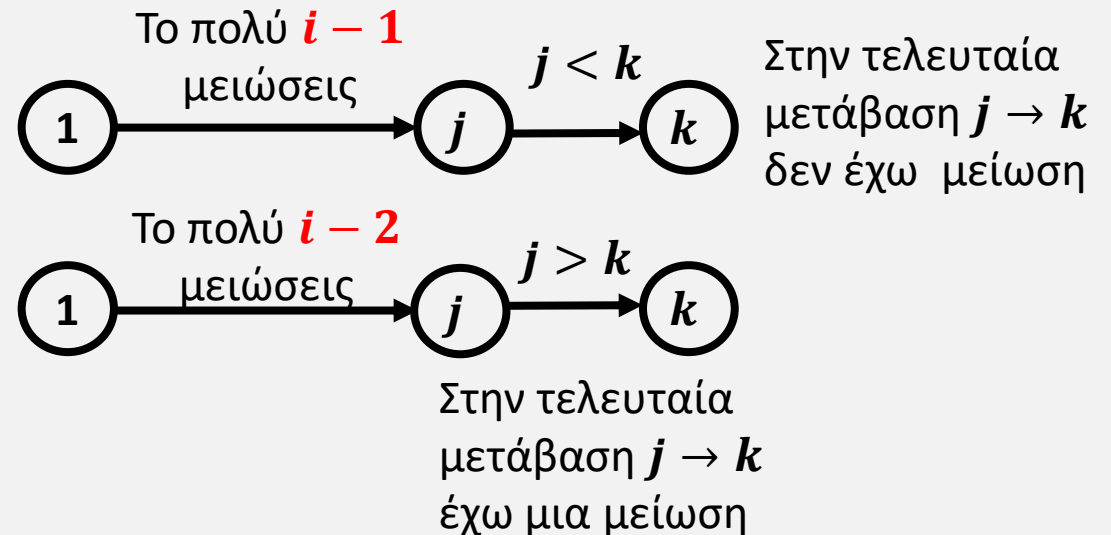 Το πολύ i − 1
μειώσεις
1
j
j < k
k
Στην τελευταία
μετάβαση j → k
δεν έχω μείωση
Το πολύ i − 2
μειώσεις
1
j
j > k
k
Στην τελευταία
μετάβαση j → k
έχω μια μείωση